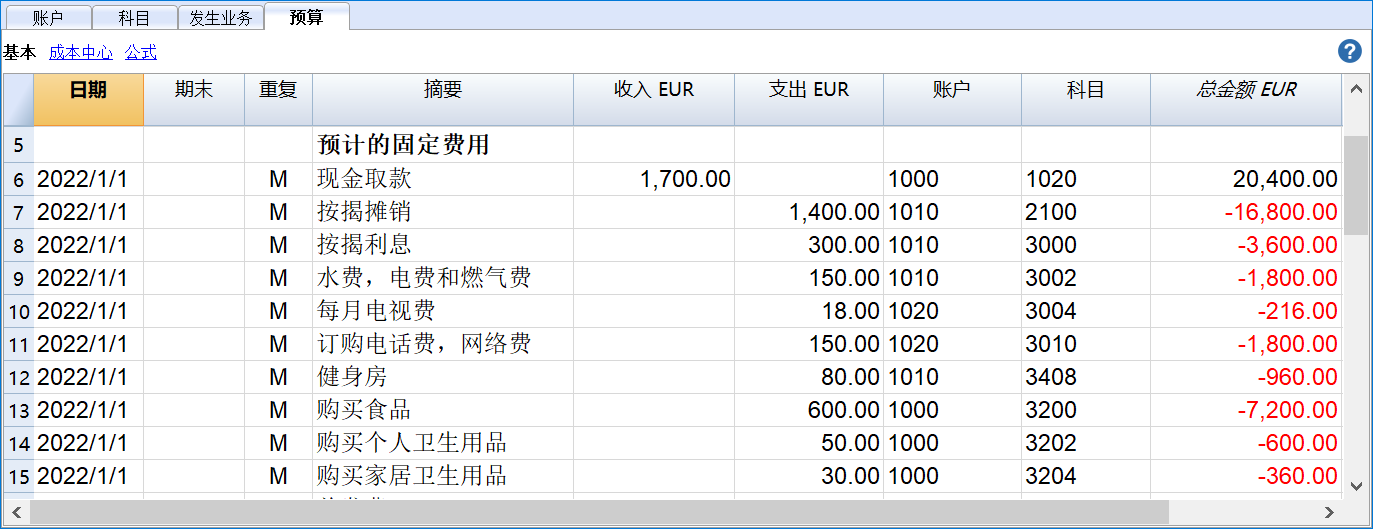 账户 科目 发生业务 预算
基本 成本中心 公式 ?
日期 期末 重复 摘要 收入 EUR 支出 EUR 账户 科目 总金额 EUR
5 预计的固定费用
6 2022/1/1 M 现金取款 1,700.00 1000 1020 20,400.00
7 2022/1/1 M 按揭摊销 1,400.00 1010 2100 -16,800.00
8 2022/1/1 M 按揭利息 300.00 1010 3000 -3,600.00
9 2022/1/1 M 水费，电费和燃气费 150.00 1010 3002 -1,800.00
10 2022/1/1 M 每月电视费 18.00 1020 3004 -216.00
11 2022/1/1 M 订购电话费，网络费 150.00 1020 3010 -1,800.00
12 2022/1/1 M 健身房 80.00 1010 3408 -960.00
13 2022/1/1 M 购买食品 600.00 1000 3200 -7,200.00
14 2022/1/1 M 购买个人卫生用品 50.00 1000 3202 -600.00
15 2022/1/1 M 购买家居卫生用品 30.00 1000 3204 -360.00